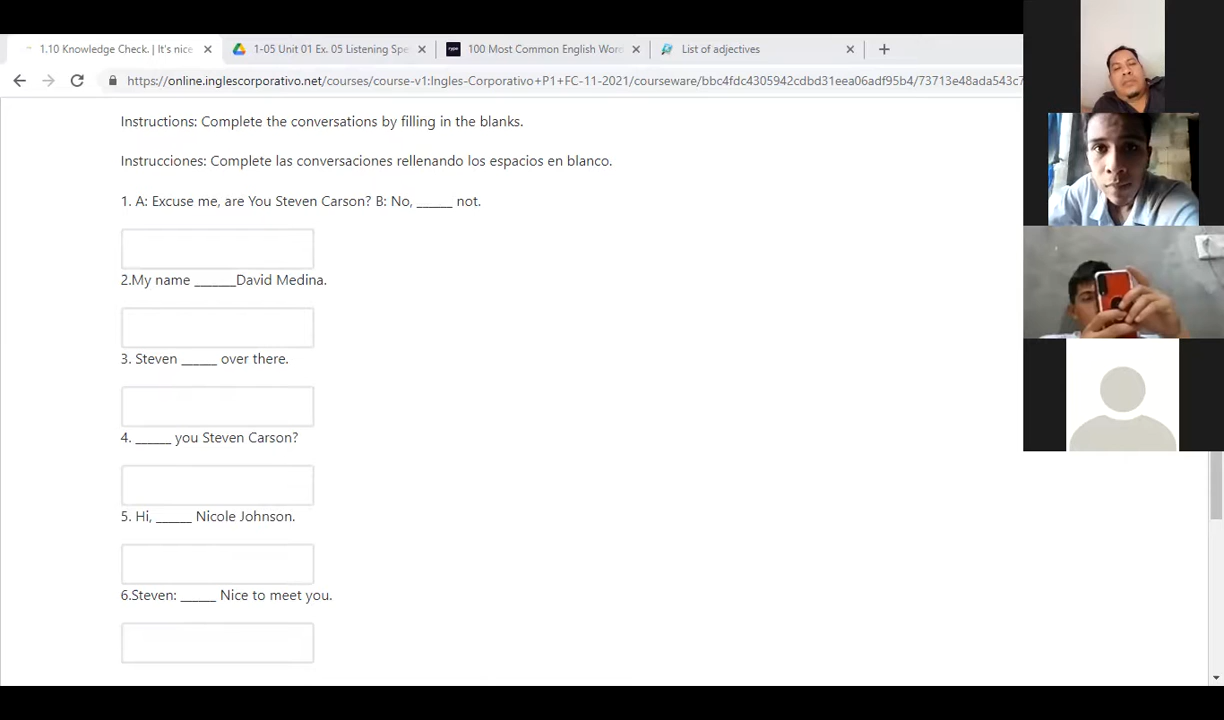 1.10 Knowledge Check. | It's nice
1-05 Unit 01 Ex. 05 Listening Spe
100 Most Common English Wor
List of adjectives
https://online.inglescorporativo.net/courses/course-v1:Ingles-Corporativo+P1+FC-11-2021/courseware/bbc4fdc4305942cdbd31eea06adf95b4/73713e48ada543c7
Instructions: Complete the conversations by filling in the blanks.
Instrucciones: Complete las conversaciones rellenando los espacios en blanco.
1. A: Excuse me, are You Steven Carson? B: No, ______ not.
2.My name _______David Medina.
3. Steven ______ over there.
4. ______ you Steven Carson?
5. Hi, ______ Nicole Johnson.
6.Steven: ______ Nice to meet you.